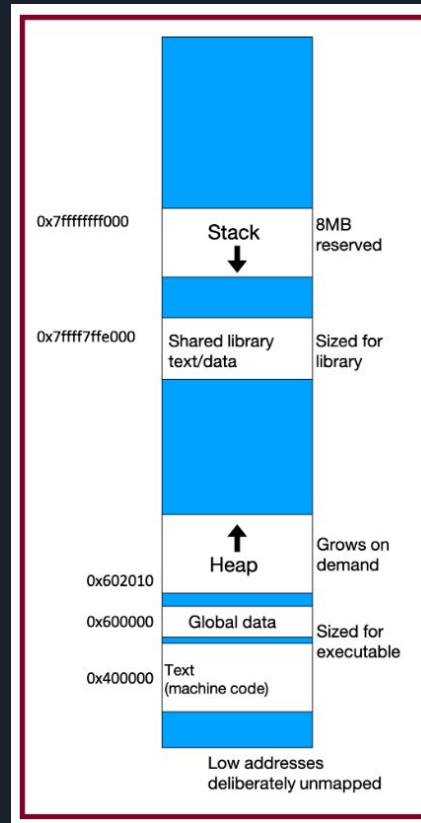 0x7ffffffff000
Stack
8MB
reserved
0x7ffff7ffe000
Shared library
text/data
Sized for
library
Heap
Grows on
demand
0x602010
0x600000
Global data
Sized for
executable
0x400000
Text
(machine code)
Low addresses
deliberately unmapped